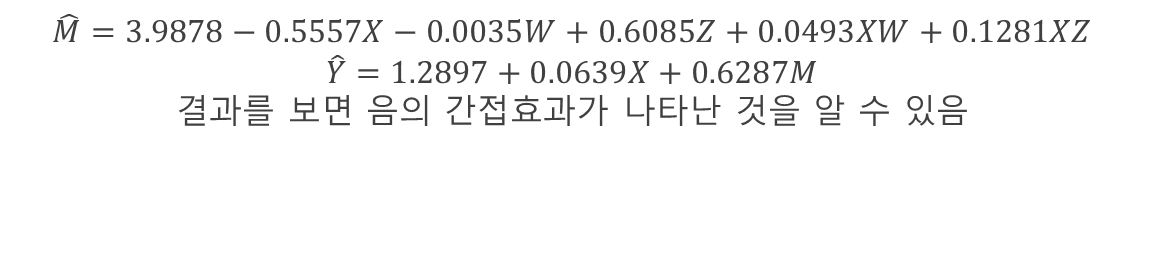 M̂ = 3.9878 − 0.5557X − 0.0035W + 0.6085Z + 0.0493XW + 0.1281XZ
Ŷ = 1.2897 + 0.0639X + 0.6287M
결과를 보면 음의 간접효과가 나타난 것을 알 수 있음